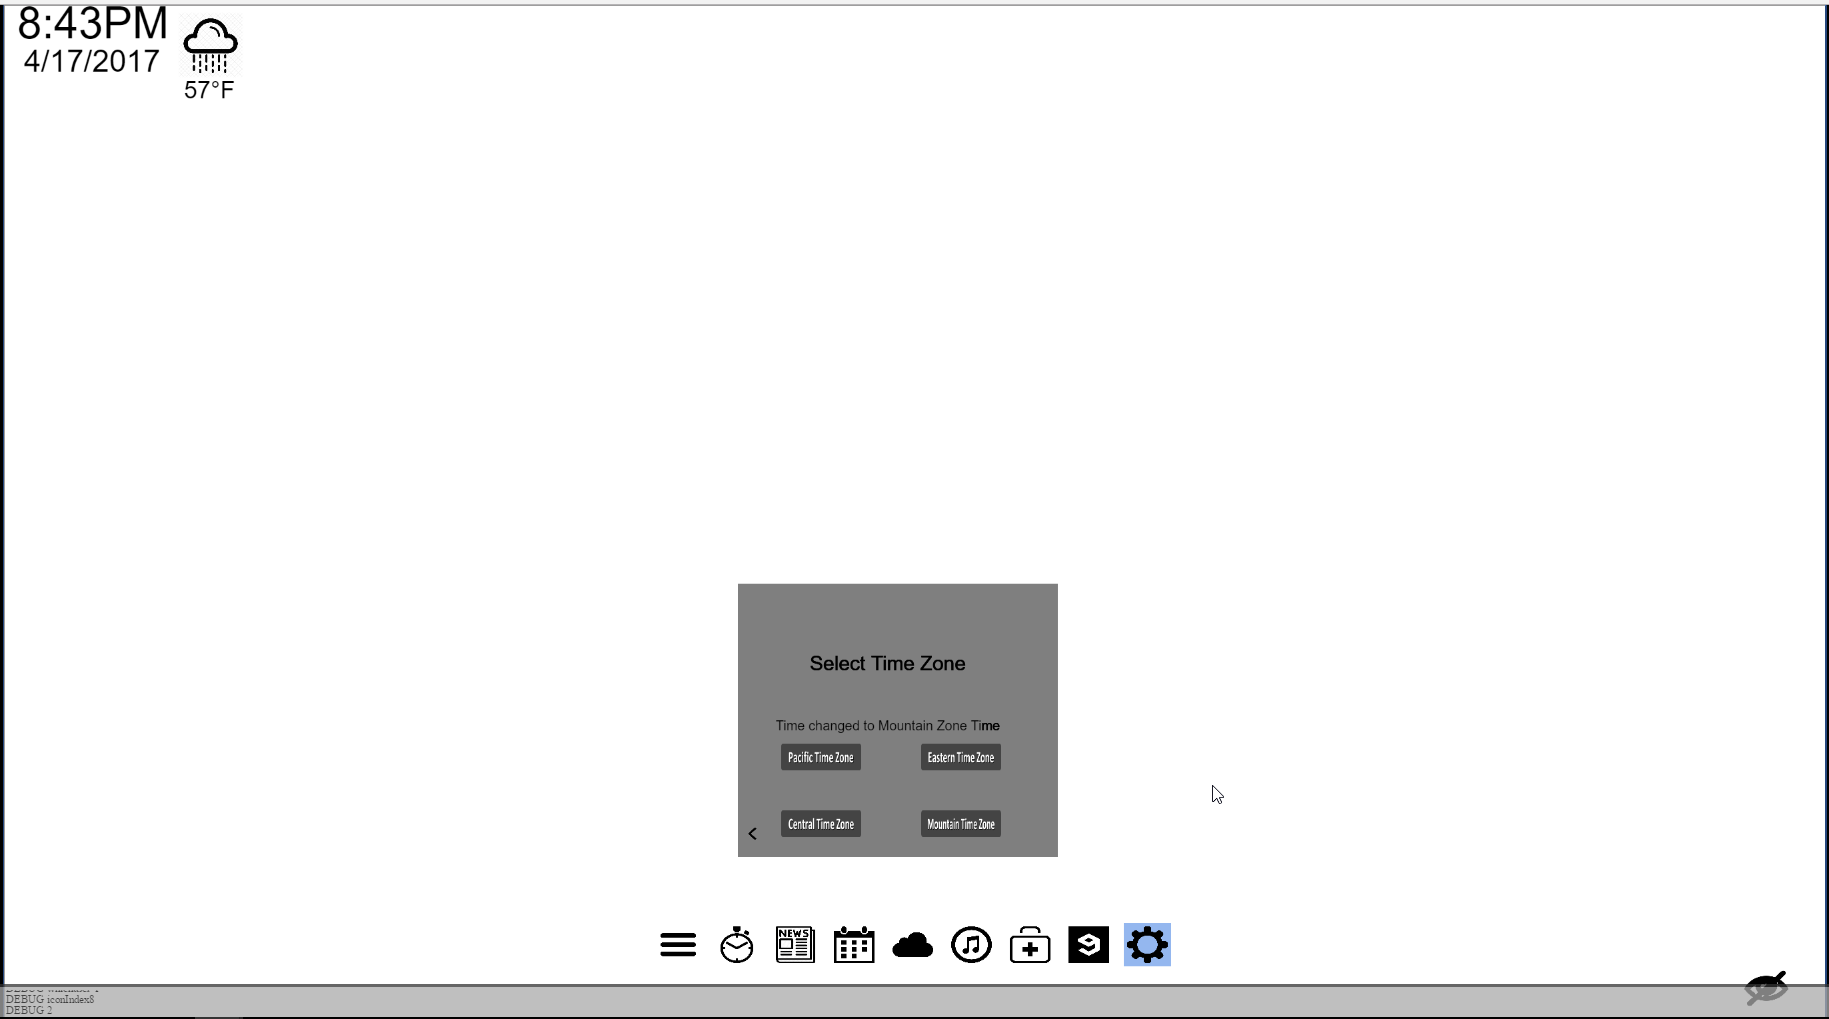 8:43PM
4/17/2017
57°F
Select Time Zone
Time changed to Mountain Zone Time
Pacific Time Zone
Eastern Time Zone
Central Time Zone
Mountain Time Zone
<
NEWS
9
DEBUG iconIndex8
DEBUG 2